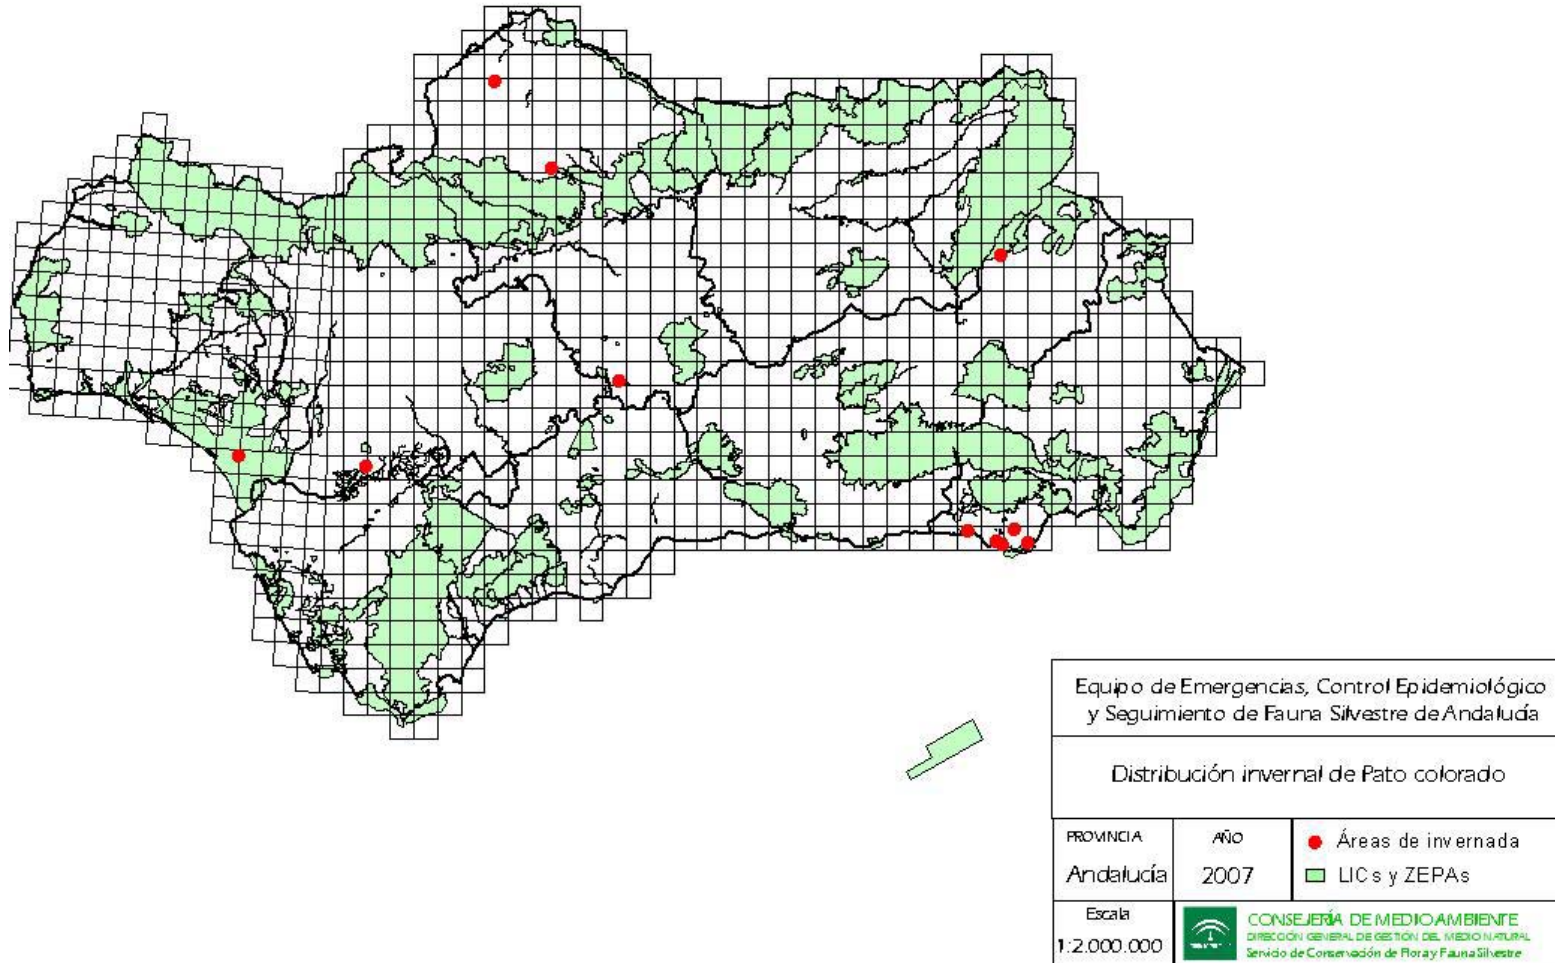 Equipo de Emergencias, Control Epidemiológico
y Seguimiento de Fauna Silvestre de Andalucía
Distribución invernal de Pato colorado
PROVINCIA
Andalucía
AÑO
2007
Áreas de invernada
LICs y ZEPAs
Escala
1:2.000.000
CONSEJERÍA DE MEDIO AMBIENTE
DIRECCIÓN GENERAL DE GESTIÓN DEL MEDIO NATURAL
Servicio de Conservación de Flora y Fauna Silvestre